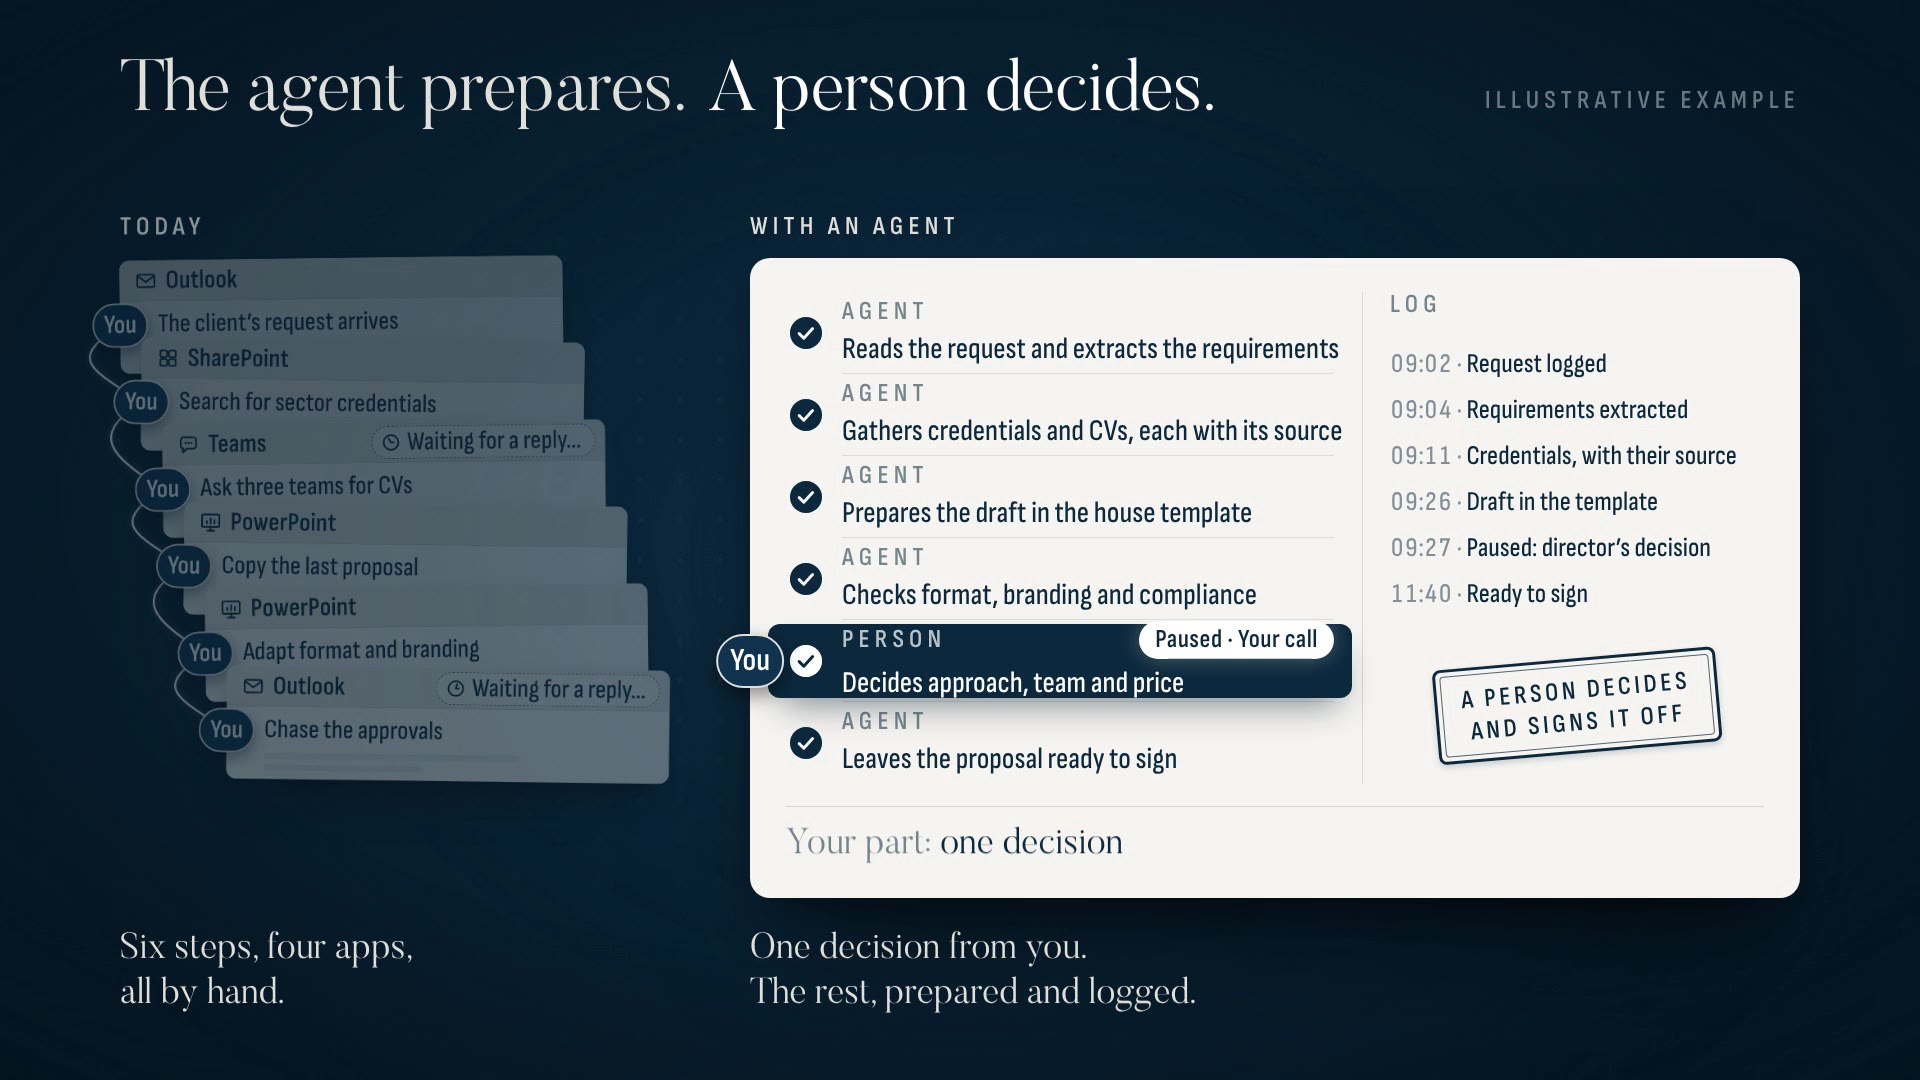 The agent prepares. A person decides.
ILLUSTRATIVE EXAMPLE
TODAY
Outlook
You
The client's request arrives
SharePoint
You
Search for sector credentials
Teams
Waiting for a reply...
You
Ask three teams for CVs
PowerPoint
You
Copy the last proposal
PowerPoint
You
Adapt format and branding
Outlook
Waiting for a reply...
You
Chase the approvals
Six steps, four apps,
all by hand.
WITH AN AGENT
AGENT
Reads the request and extracts the requirements
AGENT
Gathers credentials and CVs, each with its source
AGENT
Prepares the draft in the house template
AGENT
Checks format, branding and compliance
You
PERSON
Paused · Your call
Decides approach, team and price
AGENT
Leaves the proposal ready to sign
LOG
09:02 · Request logged
09:04 · Requirements extracted
09:11 · Credentials, with their source
09:26 · Draft in the template
09:27 · Paused: director's decision
11:40 · Ready to sign
A PERSON DECIDES
AND SIGNS IT OFF
Your part: one decision
One decision from you.
The rest, prepared and logged.